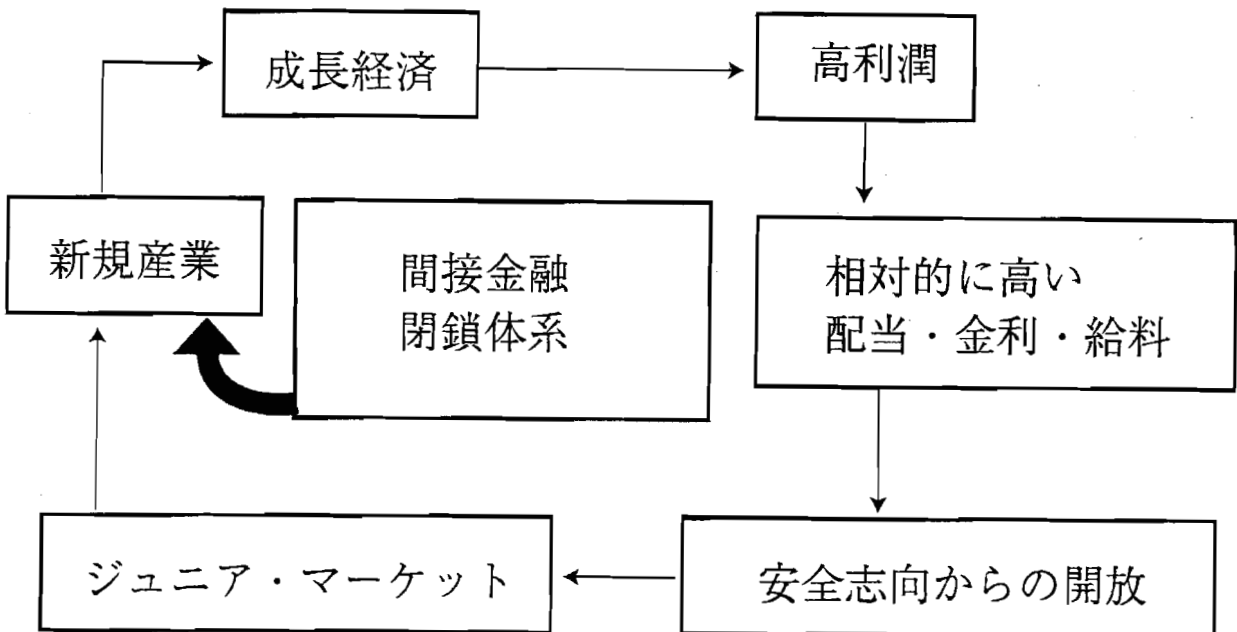 成長経済
高利潤
新規産業
間接金融
閉鎖体系
相対的に高い
配当・金利・給料
ジュニア・マーケット
安全志向からの開放